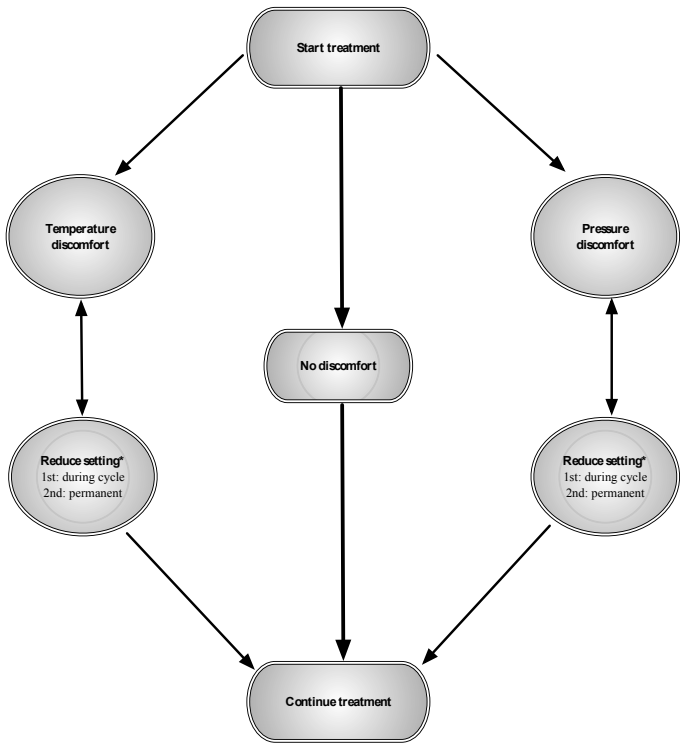 Start treatment
Temperature
discomfort
Pressure
discomfort
No discomfort
Reduce setting*
1st: during cycle
2nd: permanent
Reduce setting*
1st: during cycle
2nd: permanent
Continue treatment